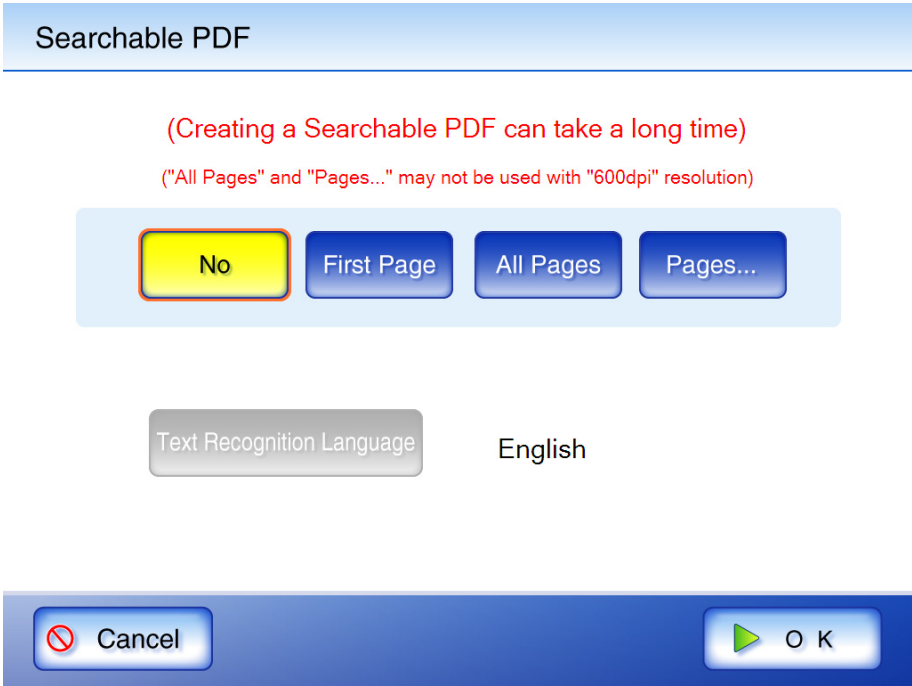 Searchable PDF
(Creating a Searchable PDF can take a long time)
("All Pages" and "Pages..." may not be used with "600dpi" resolution)
No First Page All Pages Pages...
Text Recognition Language English
Cancel O K